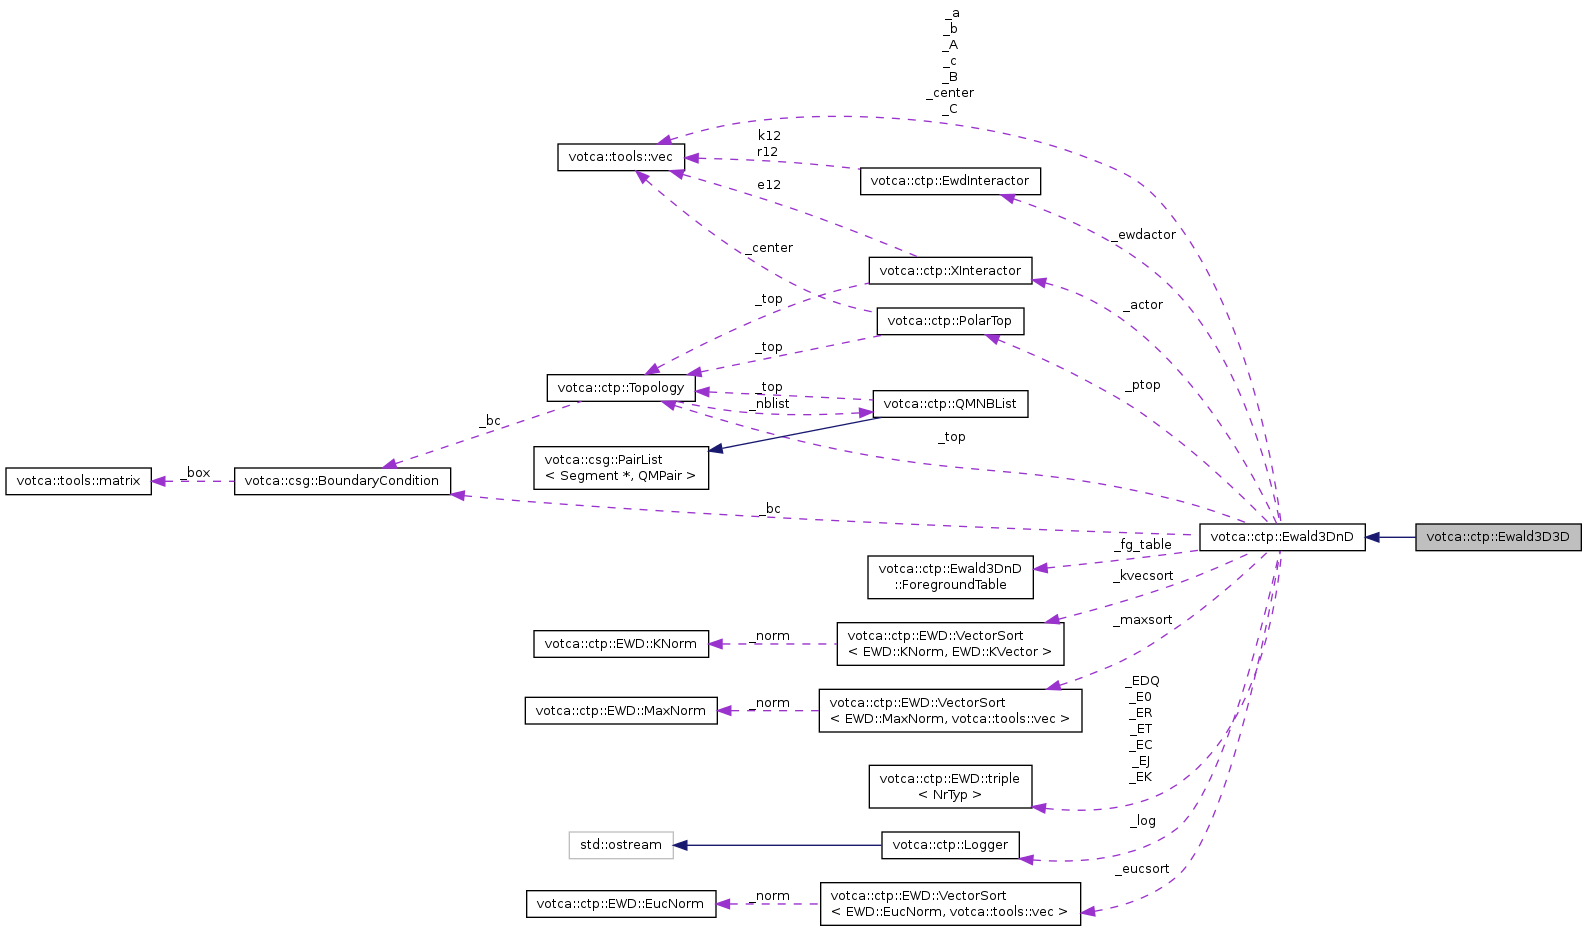 _a
_b
_A
_c
_B
_center
_C
k12
r12
votca::tools::vec
votca::ctp::EwdInteractor
e12
_ewdactor
_center
votca::ctp::XInteractor
_top
_actor
votca::ctp::PolarTop
_top
_ptop
votca::ctp::Topology
_top
_nblist
votca::ctp::QMNBList
_bc
_top
votca::csg::PairList
< Segment *, QMPair >
votca::tools::matrix
_box
votca::csg::BoundaryCondition
_bc
votca::ctp::Ewald3DnD
votca::ctp::Ewald3D3D
_fg_table
votca::ctp::Ewald3DnD
::ForegroundTable
_kvecsort
votca::ctp::EWD::KNorm
_norm
votca::ctp::EWD::VectorSort
< EWD::KNorm, EWD::KVector >
_maxsort
votca::ctp::EWD::MaxNorm
_norm
votca::ctp::EWD::VectorSort
< EWD::MaxNorm, votca::tools::vec >
_EDQ
_E0
_ER
_ET
_EC
_EJ
_EK
votca::ctp::EWD::triple
< NrTyp >
_log
std::ostream
votca::ctp::Logger
_eucsort
votca::ctp::EWD::EucNorm
_norm
votca::ctp::EWD::VectorSort
< EWD::EucNorm, votca::tools::vec >